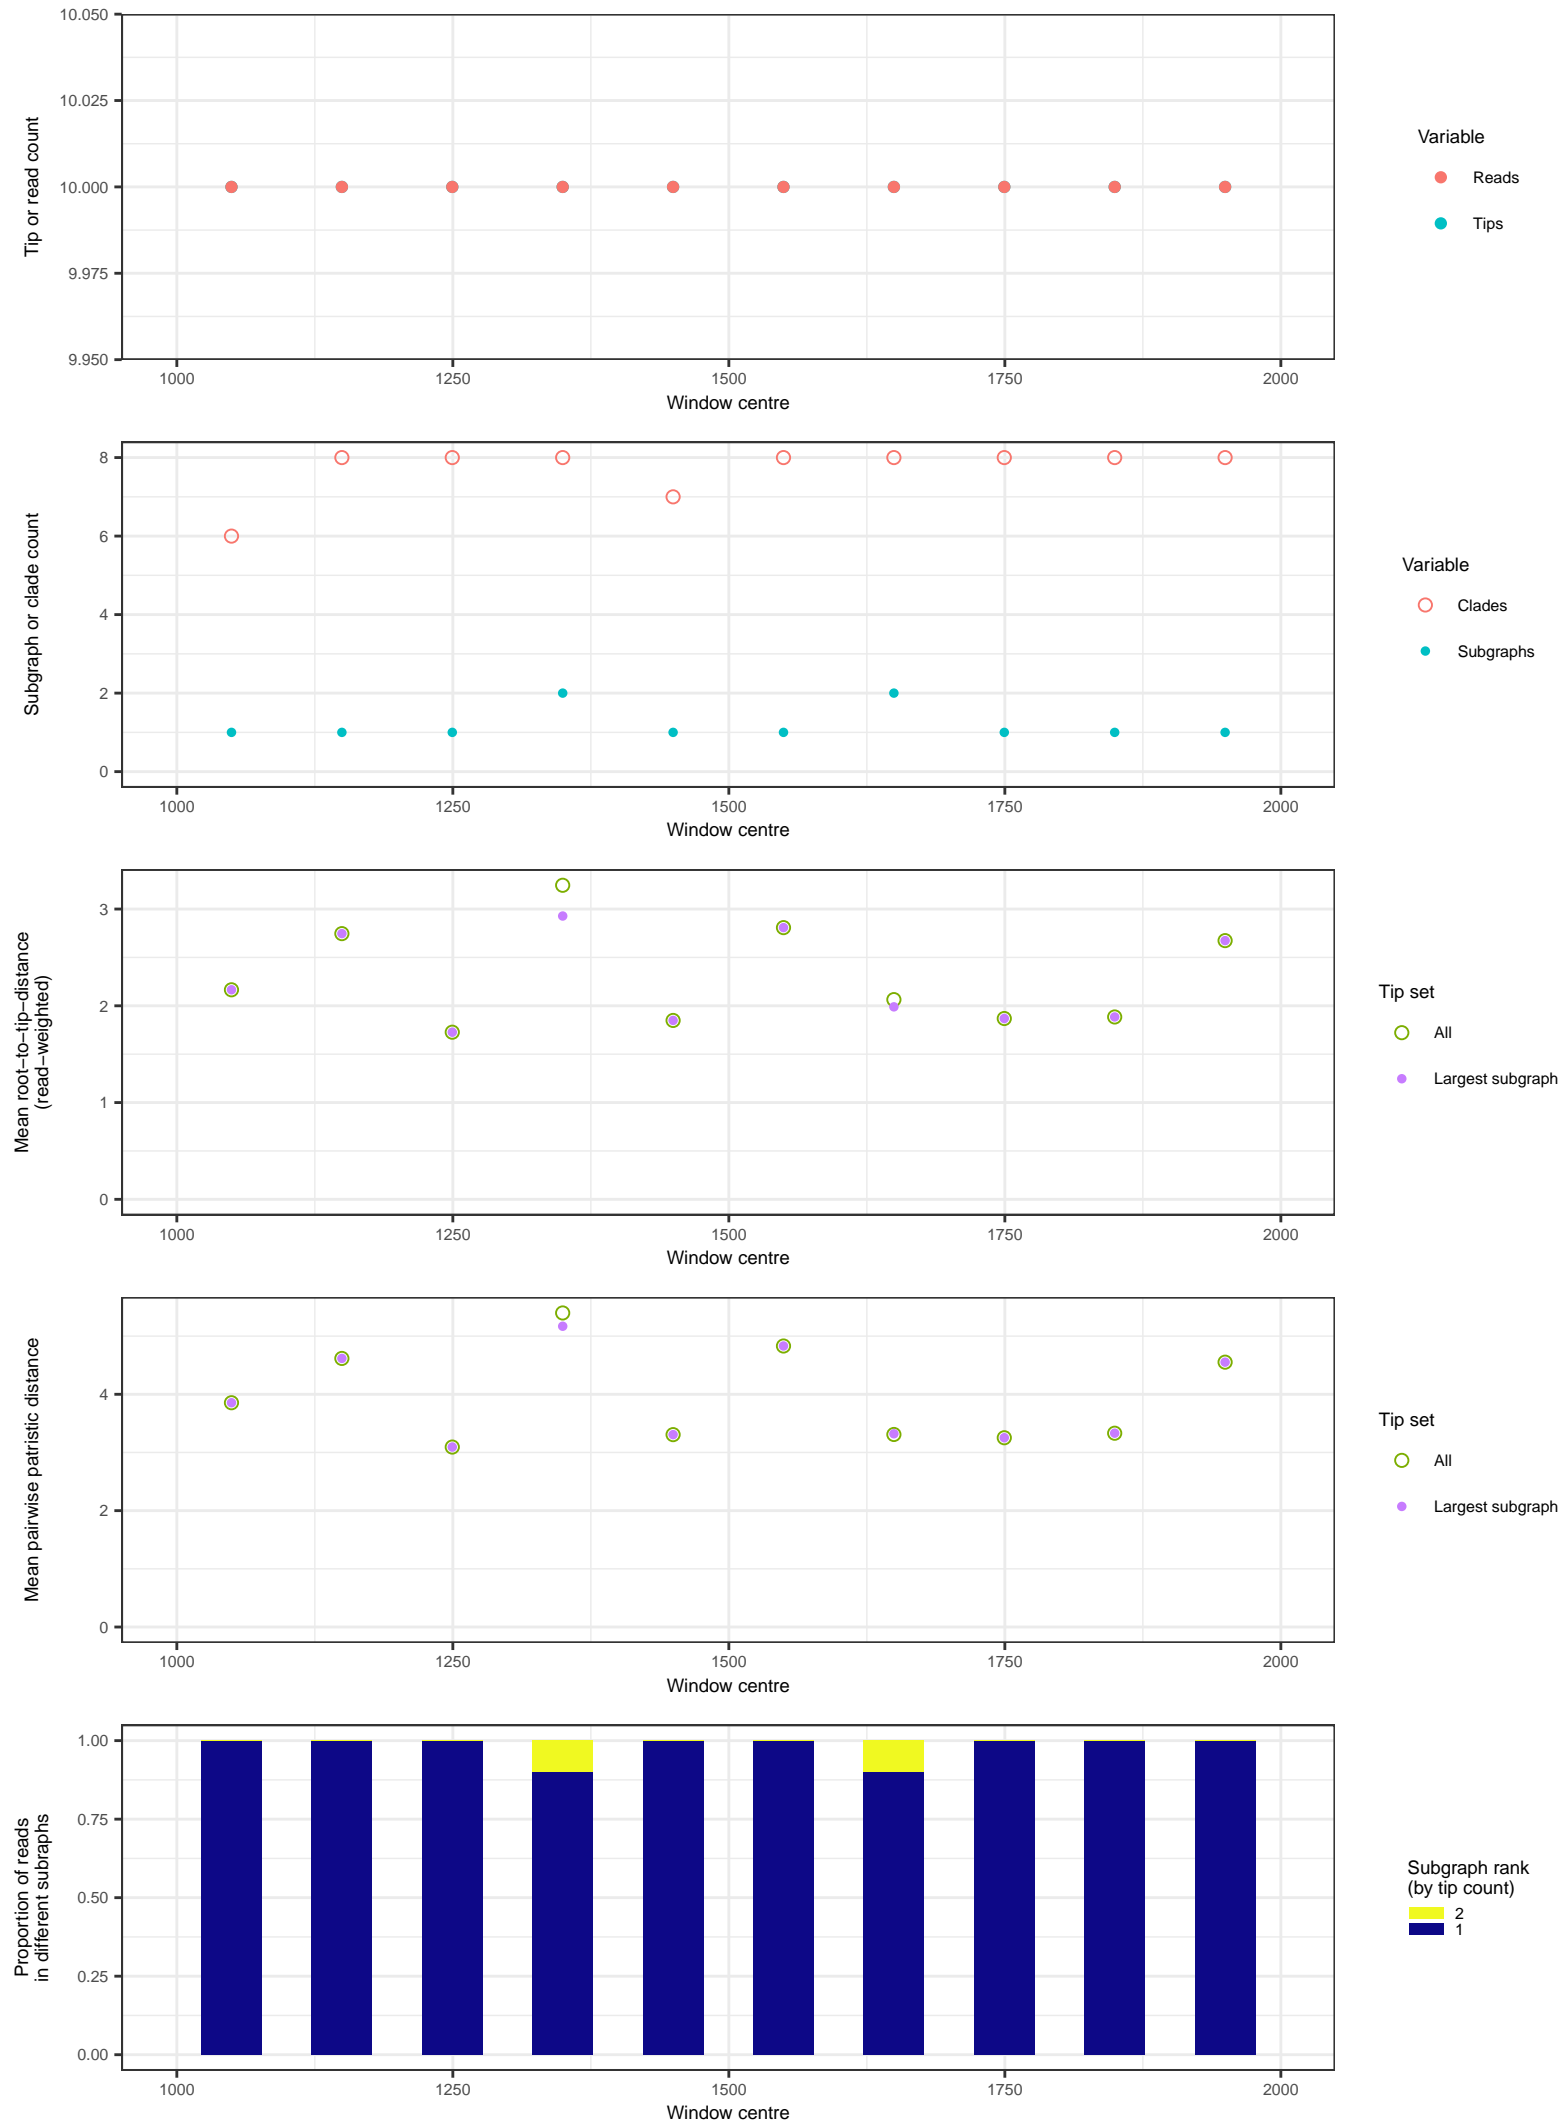 10.050
10.025
10.000
9.975
9.950
Tip or read count
1000 1250 1500 1750 2000
Window centre
Variable
Reads
Tips
8
6
4
2
0
Subgraph or clade count
1000 1250 1500 1750 2000
Window centre
Variable
Clades
Subgraphs
3
2
1
0
Mean root−to−tip−distance
(read−weighted)
1000 1250 1500 1750 2000
Window centre
Tip set
All
Largest subgraph
4
2
0
Mean pairwise patristic distance
1000 1250 1500 1750 2000
Window centre
Tip set
All
Largest subgraph
1.00
0.75
0.50
0.25
0.00
Proportion of reads
in different subraphs
1000 1250 1500 1750 2000
Window centre
Subgraph rank
(by tip count)
2
1